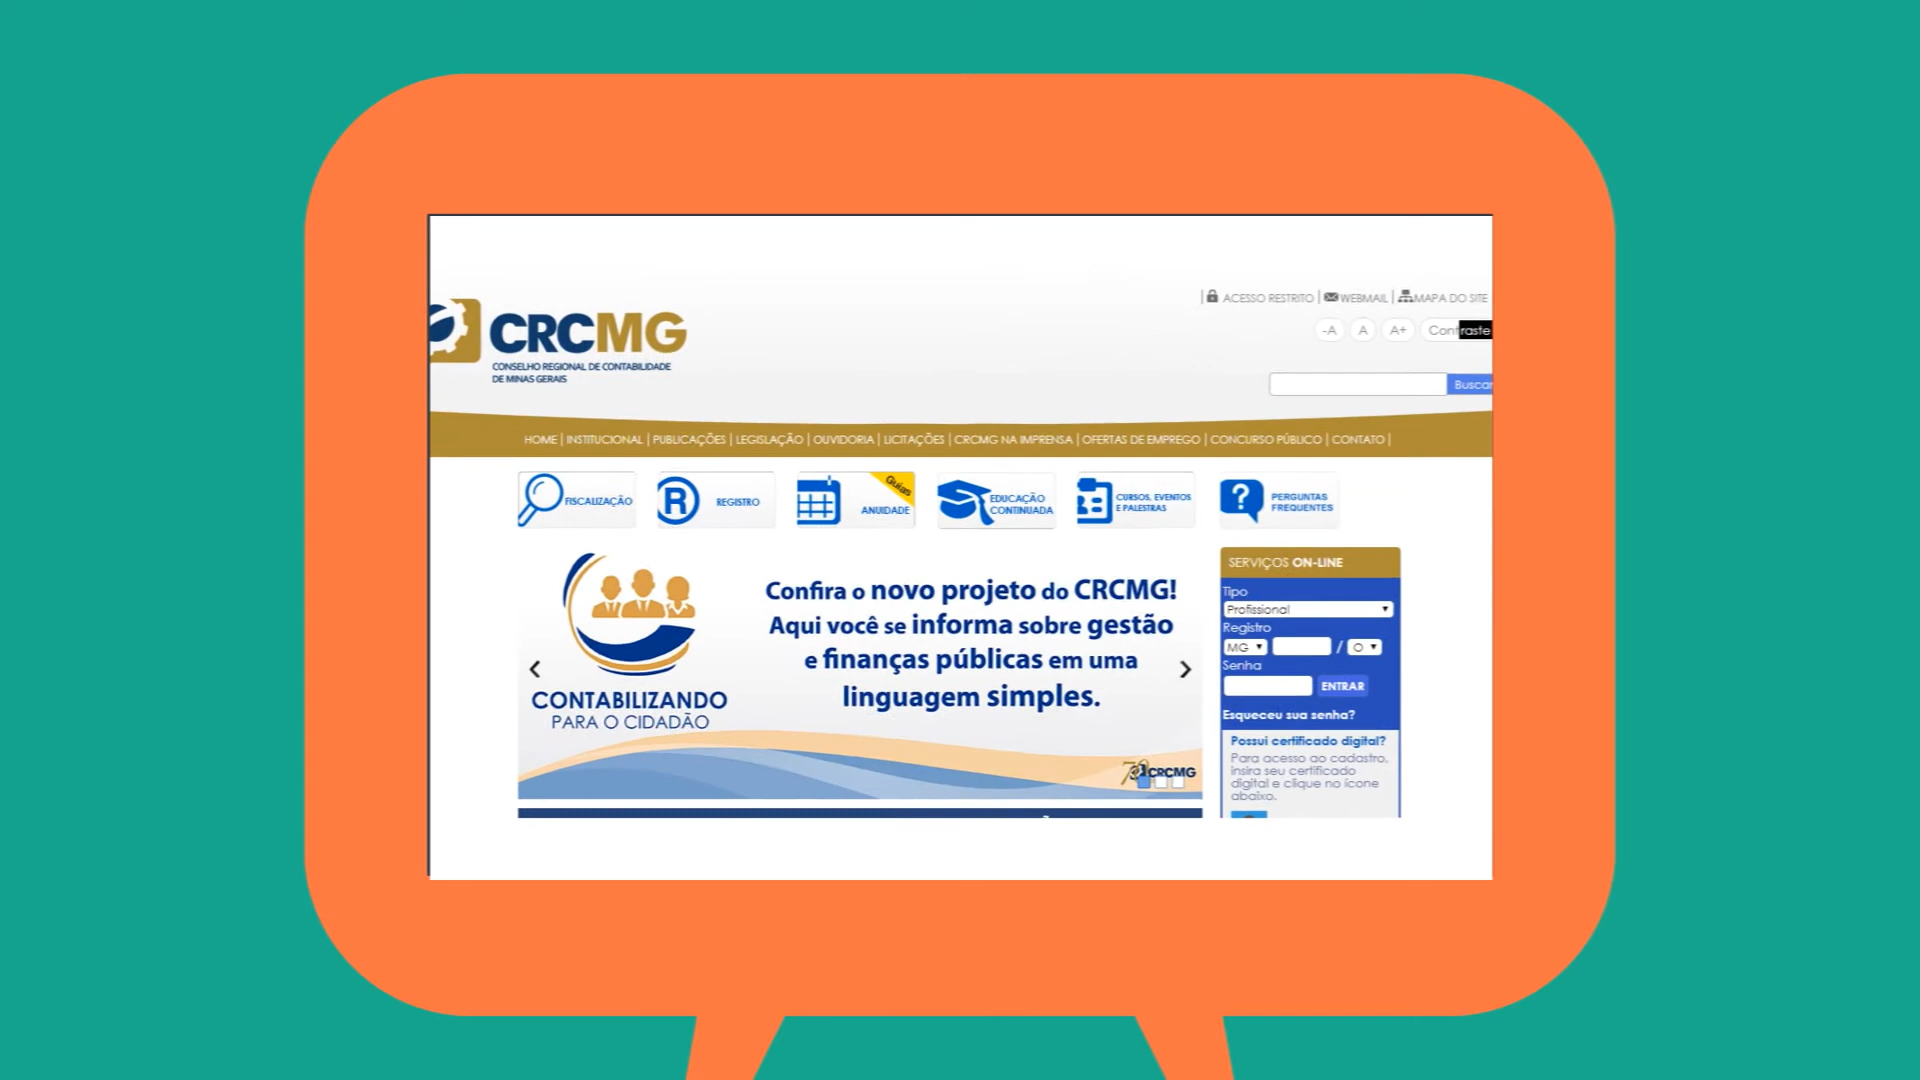 ACESSO RESTRITO | WEBMAIL | MAPA DO SITE
-A A A+ Contraste
CRCMG
CONSELHO REGIONAL DE CONTABILIDADE
DE MINAS GERAIS
Buscar
HOME | INSTITUCIONAL | PUBLICAÇÕES | LEGISLAÇÃO | OUVIDORIA | LICITAÇÕES | CRCMG NA IMPRENSA | OFERTAS DE EMPREGO | CONCURSO PÚBLICO | CONTATO |
FISCALIZAÇÃO
R REGISTRO
Guias
ANUIDADE
EDUCAÇÃO
CONTINUADA
CURSOS, EVENTOS
E PALESTRAS
? PERGUNTAS
FREQUENTES
CONTABILIZANDO
PARA O CIDADÃO
Confira o novo projeto do CRCMG!
Aqui você se informa sobre gestão
e finanças públicas em uma
linguagem simples.
CRCMG
SERVIÇOS ON-LINE
Tipo
Profissional
Registro
MG / O
Senha
ENTRAR
Esqueceu sua senha?
Possui certificado digital?
Para acesso ao cadastro,
insira seu certificado
digital e clique no ícone
abaixo.